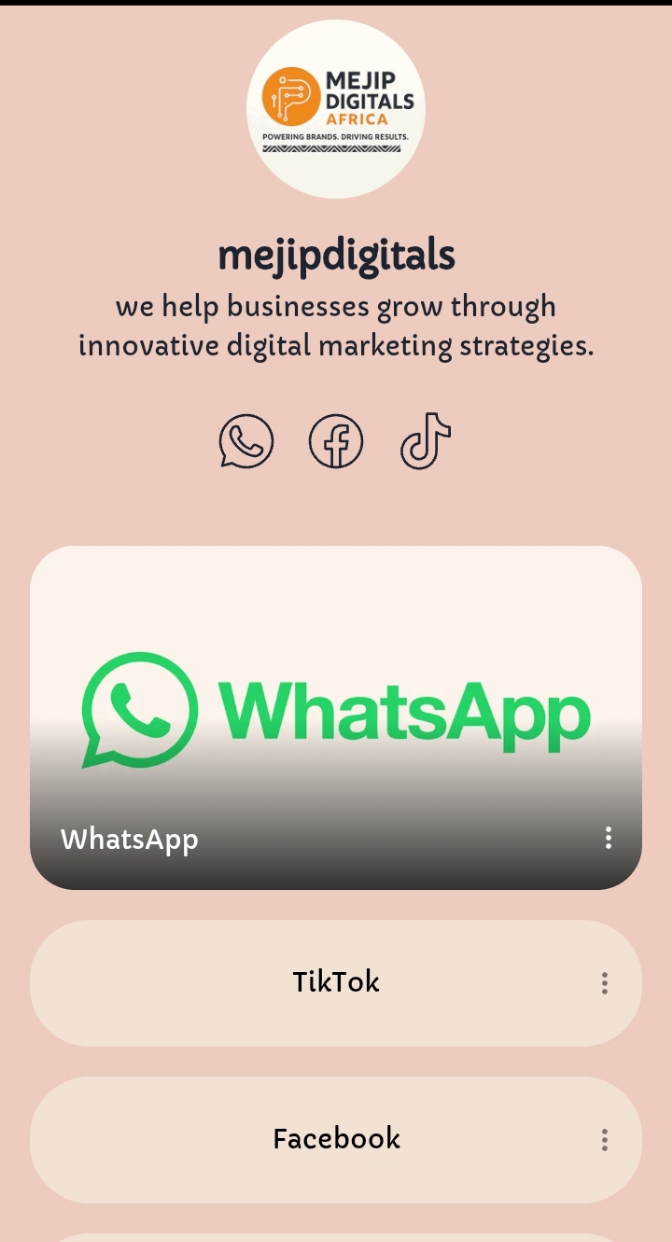 MEJIP
DIGITALS
AFRICA
POWERING BRANDS. DRIVING RESULTS.
mejipdigitals
we help businesses grow through
innovative digital marketing strategies.
WhatsApp
WhatsApp
TikTok
Facebook